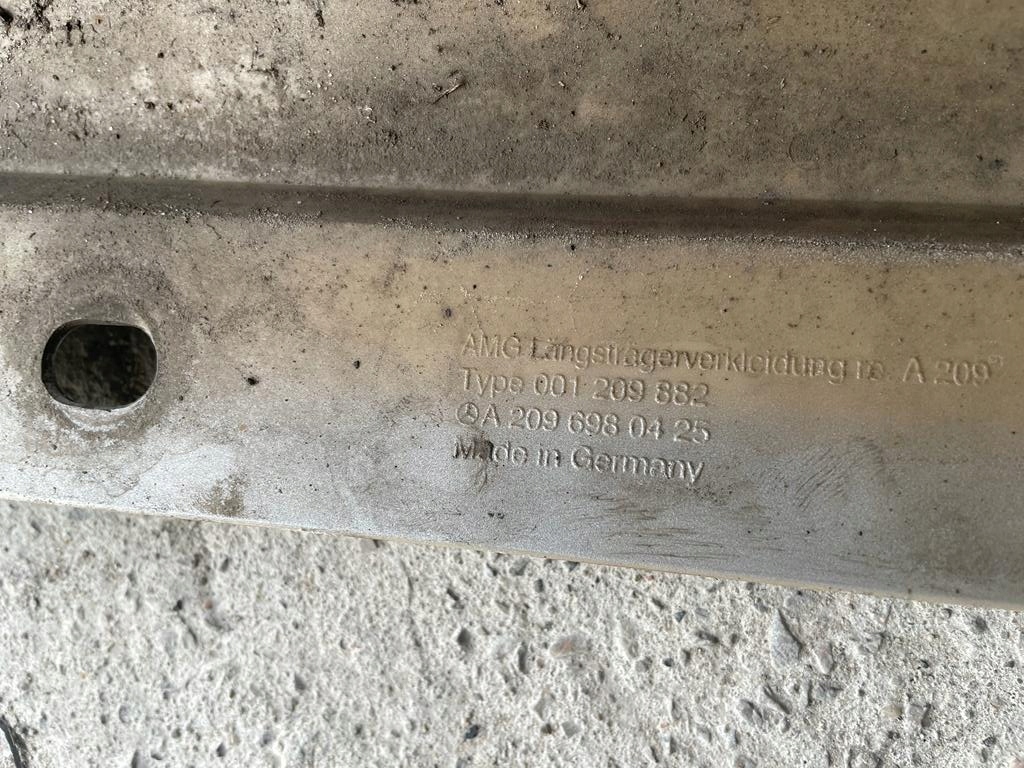 AMG Längsträgerverkleidung re. A 209
Type 001 209 882
A 209 698 04 25
Made in Germany